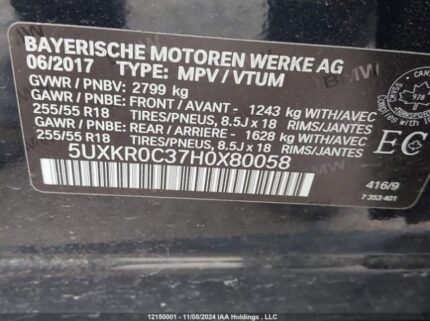 BAYERISCHE MOTOREN WERKE AG
06/2017 TYPE: MPV / VTUM
GVWR / PNBV: 2799 kg
GAWR / PNBE: FRONT / AVANT - 1243 kg WITH/AVEC
255/55 R18 TIRES/PNEUS, 8.5J x 18 RIMS/JANTES
GAWR / PNBE: REAR / ARRIERE - 1628 kg WITH/AVEC
255/55 R18 TIRES/PNEUS, 8.5J x 18 RIMS/JANTES
5UXKR0C37H0X80058
EC
416/9
7 353 401
12150001 - 11/08/2024 IAA Holdings, LLC Copyright